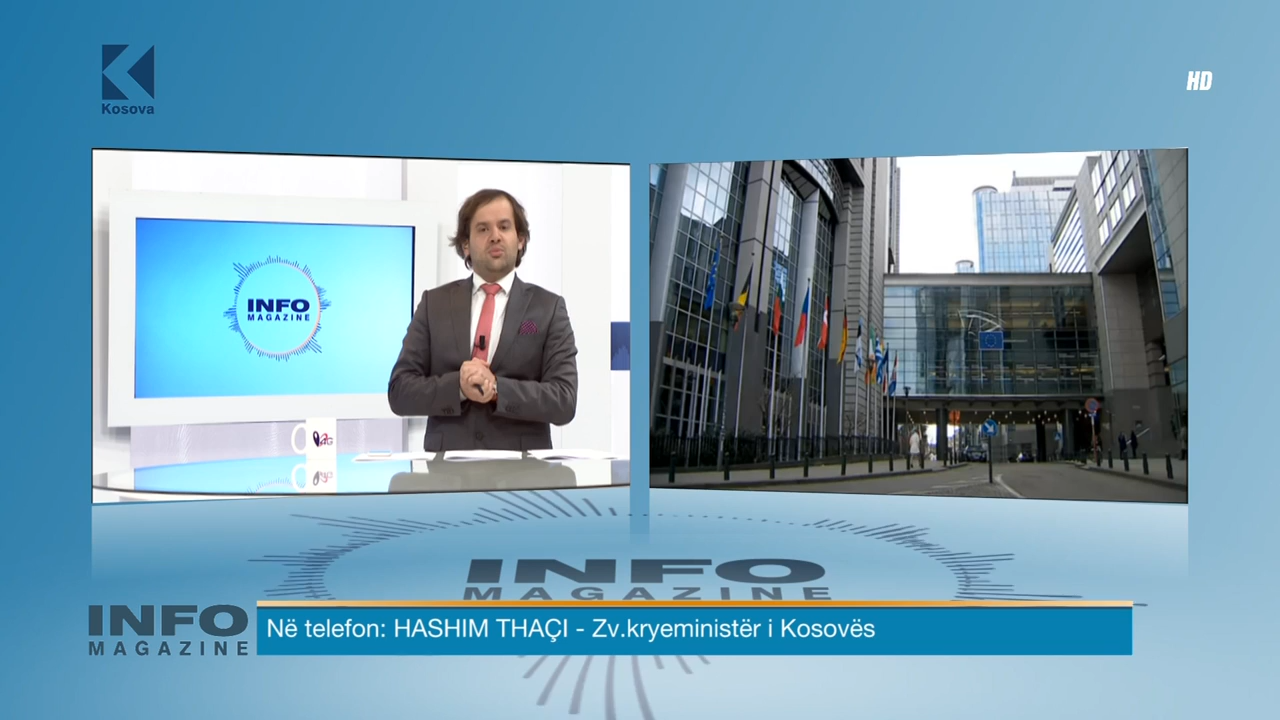 Kosova
HD
INFO
MAGAZINE
INFO
MAGAZINE
INFO
MAGAZINE
Në telefon: HASHIM THAÇI - Zv.kryeministër i Kosovës